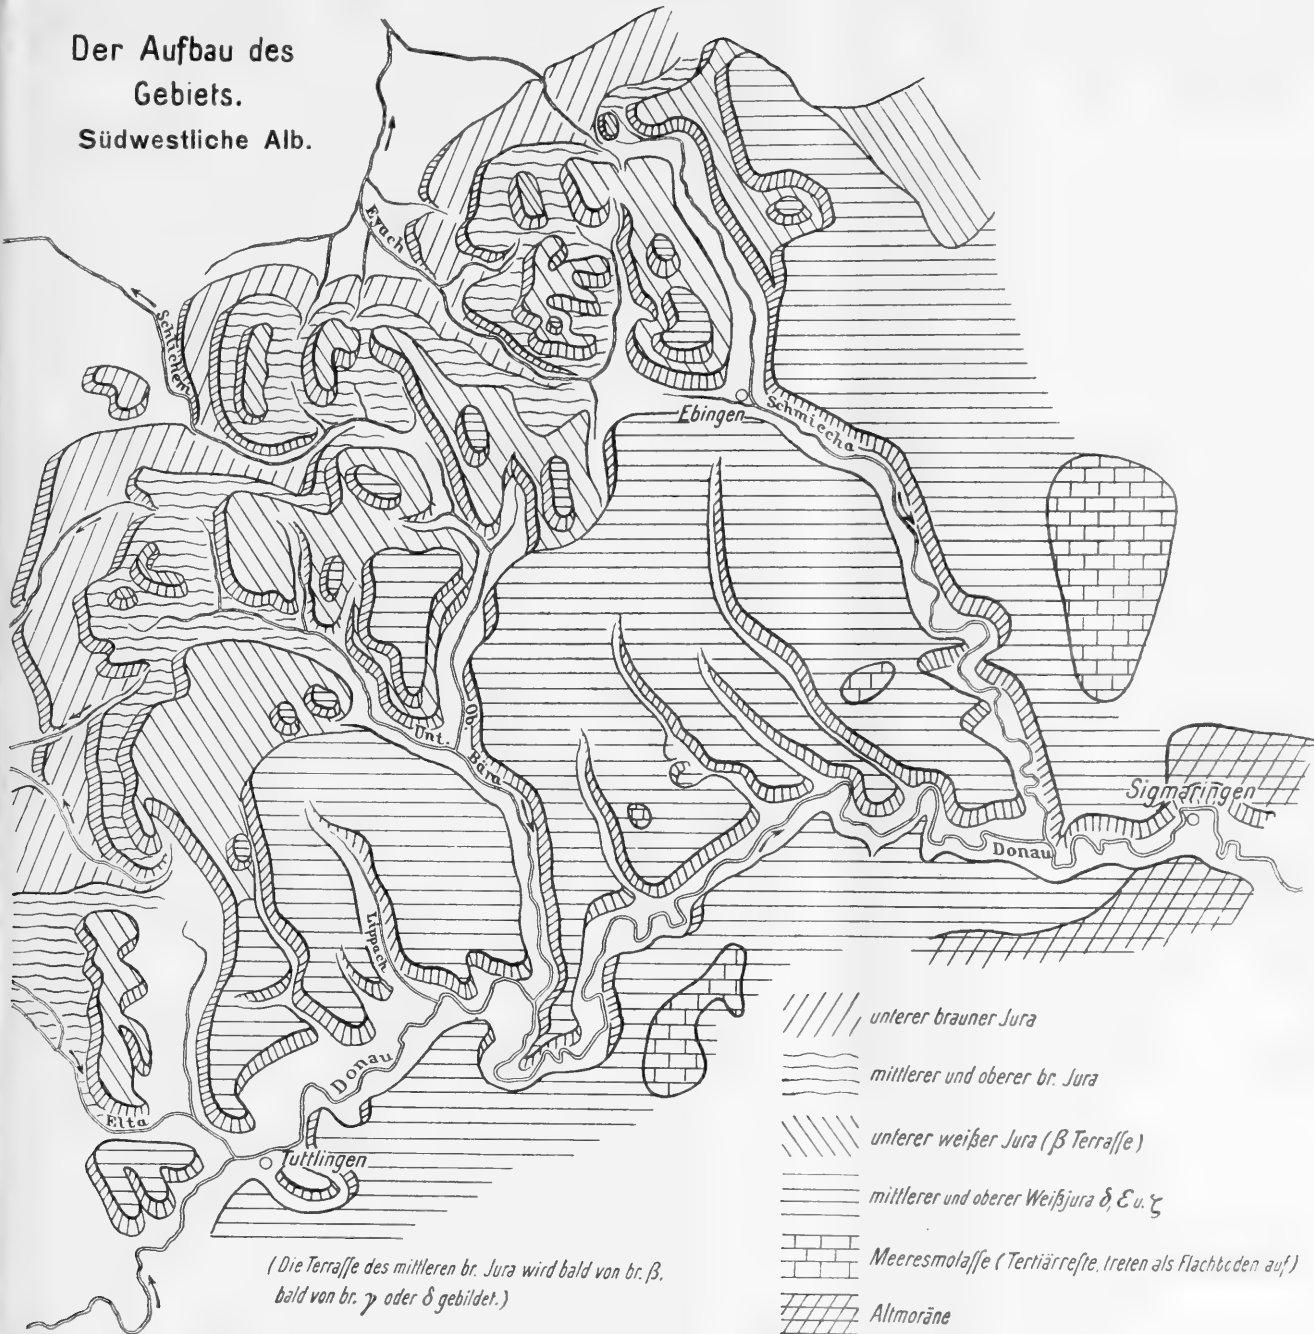 Der Aufbau des
Gebiets.
Südwestliche Alb.
Eyach
Schlichem
Ebingen
Schmiecha
Ob.
Unt.
Bära
Sigmaringen
Donau
Lippach
Donau
Elta
Tuttlingen
unterer brauner Jura
mittlerer und oberer br. Jura
unterer weißer Jura (β Terraſſe)
mittlerer und oberer Weißjura δ, ε u. ζ
Meeresmolaſſe (Tertiärreſte, treten als Flachboden auf)
Altmoräne
(Die Terraſſe des mittleren br. Jura wird bald von br. β,
bald von br. γ oder δ gebildet.)